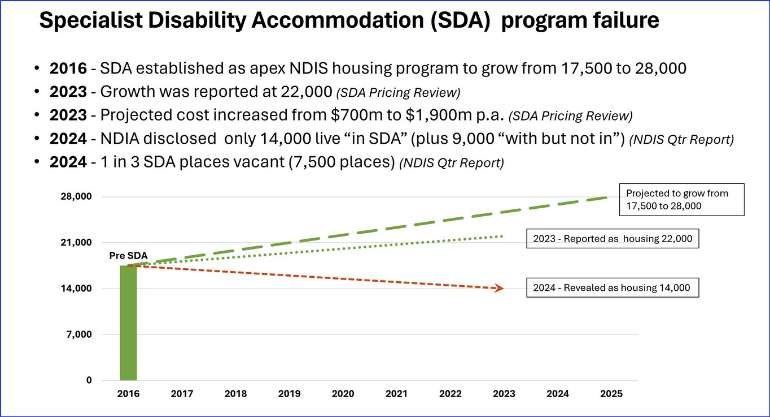 Specialist Disability Accommodation (SDA) program failure
• 2016 - SDA established as apex NDIS housing program to grow from 17,500 to 28,000
• 2023 - Growth was reported at 22,000 (SDA Pricing Review)
• 2023 - Projected cost increased from $700m to $1,900m p.a. (SDA Pricing Review)
• 2024 - NDIA disclosed only 14,000 live “in SDA” (plus 9,000 “with but not in”) (NDIS Qtr Report)
• 2024 - 1 in 3 SDA places vacant (7,500 places) (NDIS Qtr Report)
28,000
Projected to grow from
17,500 to 28,000
21,000
2023 - Reported as housing 22,000
Pre SDA
14,000
2024 - Revealed as housing 14,000
7,000
0
2016 2017 2018 2019 2020 2021 2022 2023 2024 2025